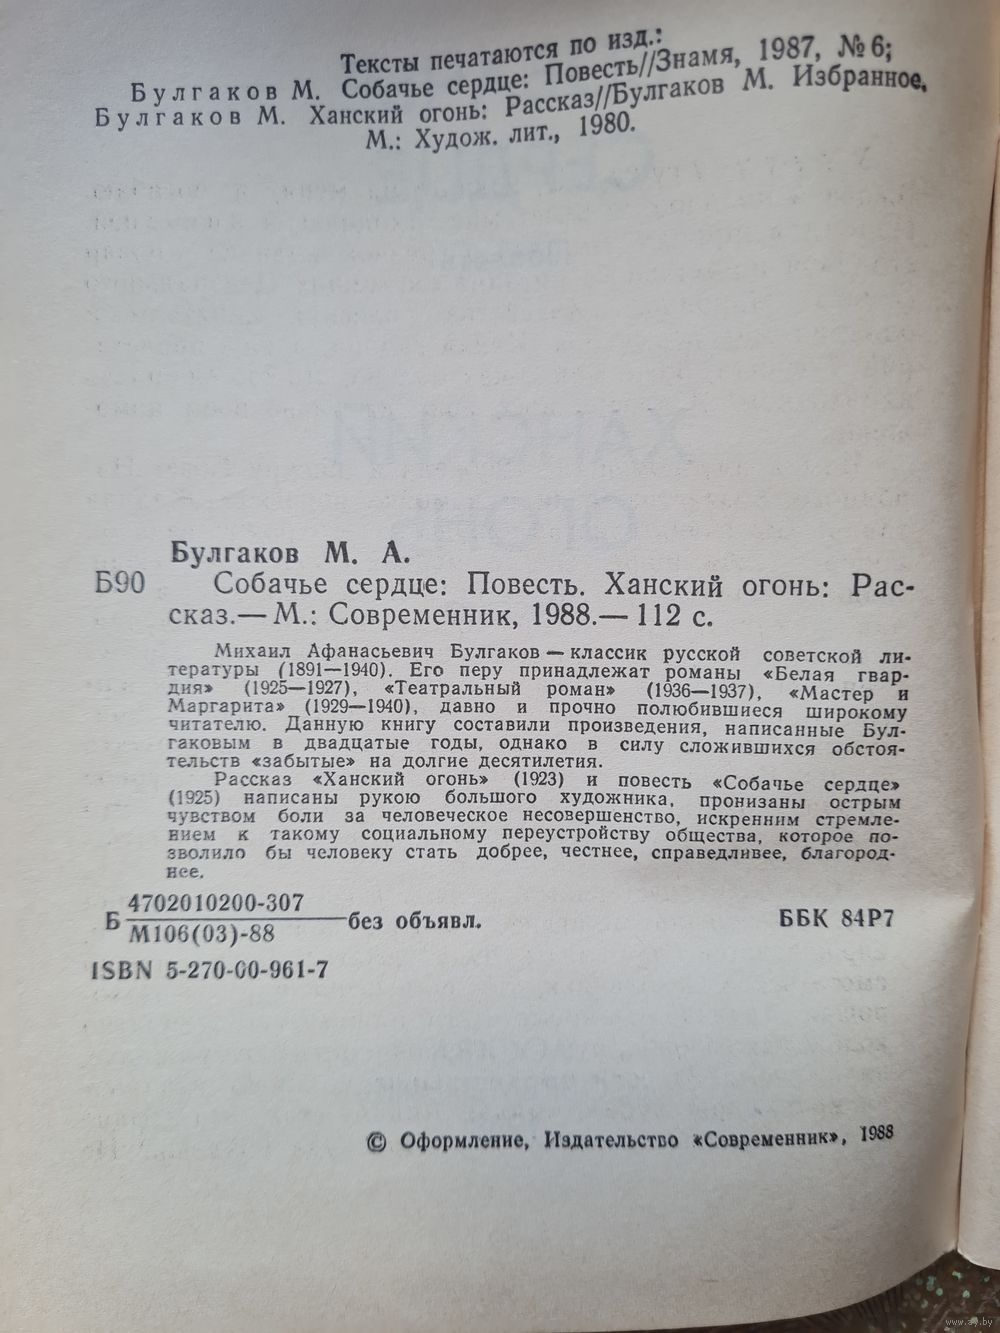 Тексты печатаются по изд.:
Булгаков М. Собачье сердце: Повесть//Знамя, 1987, № 6;
Булгаков М. Ханский огонь: Рассказ//Булгаков М. Избранное,
М.: Худож. лит., 1980.
ХАНСКИЙ
ОГОНЬ
Булгаков М. А.
Б90 Собачье сердце: Повесть. Ханский огонь: Рас-
сказ.— М.: Современник, 1988.— 112 с.
Михаил Афанасьевич Булгаков — классик русской советской ли-
тературы (1891—1940). Его перу принадлежат романы «Белая гвар-
дия» (1925—1927), «Театральный роман» (1936—1937), «Мастер и
Маргарита» (1929—1940), давно и прочно полюбившиеся широкому
читателю. Данную книгу составили произведения, написанные Бул-
гаковым в двадцатые годы, однако в силу сложившихся обстоя-
тельств «забытые» на долгие десятилетия.
Рассказ «Ханский огонь» (1923) и повесть «Собачье сердце»
(1925) написаны рукою большого художника, пронизаны острым
чувством боли за человеческое несовершенство, искренним стремле-
нием к такому социальному переустройству общества, которое по-
зволило бы человеку стать добрее, честнее, справедливее, благород-
нее.
4702010200-307
Б без объявл. ББК 84Р7
М106(03)-88
ISBN 5-270-00-961-7
© Оформление, Издательство «Современник», 1988
www.ay.by